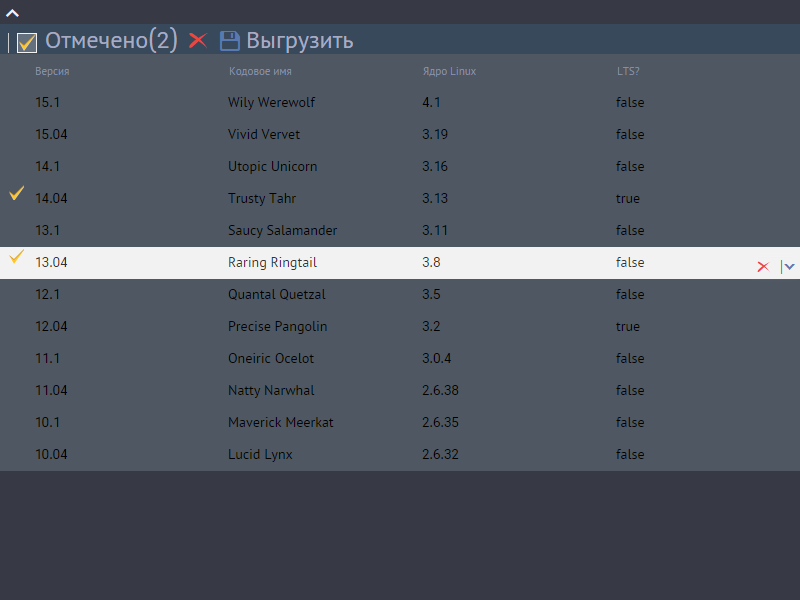 Отмечено(2) Выгрузить
Версия Кодовое имя Ядро Linux LTS?
15.1 Wily Werewolf 4.1 false
15.04 Vivid Vervet 3.19 false
14.1 Utopic Unicorn 3.16 false
14.04 Trusty Tahr 3.13 true
13.1 Saucy Salamander 3.11 false
13.04 Raring Ringtail 3.8 false
12.1 Quantal Quetzal 3.5 false
12.04 Precise Pangolin 3.2 true
11.1 Oneiric Ocelot 3.0.4 false
11.04 Natty Narwhal 2.6.38 false
10.1 Maverick Meerkat 2.6.35 false
10.04 Lucid Lynx 2.6.32 false